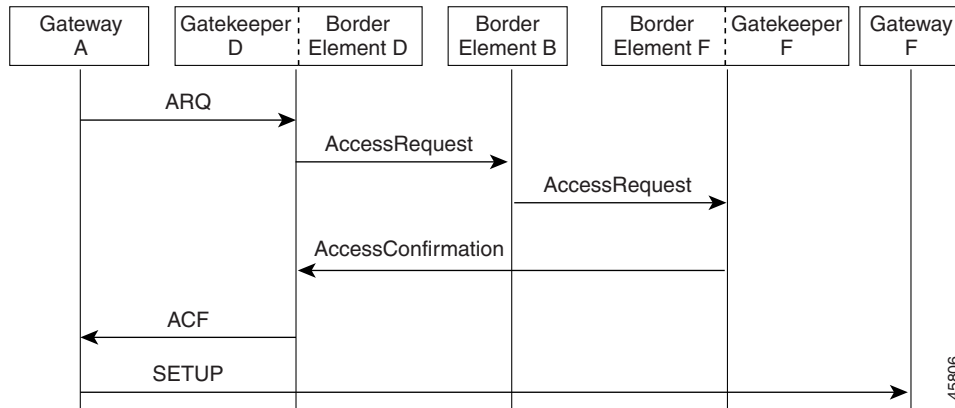 Gateway
A
Gatekeeper
D
Border
Element D
Border
Element B
Border
Element F
Gatekeeper
F
Gateway
F
ARQ
AccessRequest
AccessRequest
AccessConfirmation
ACF
SETUP
45806